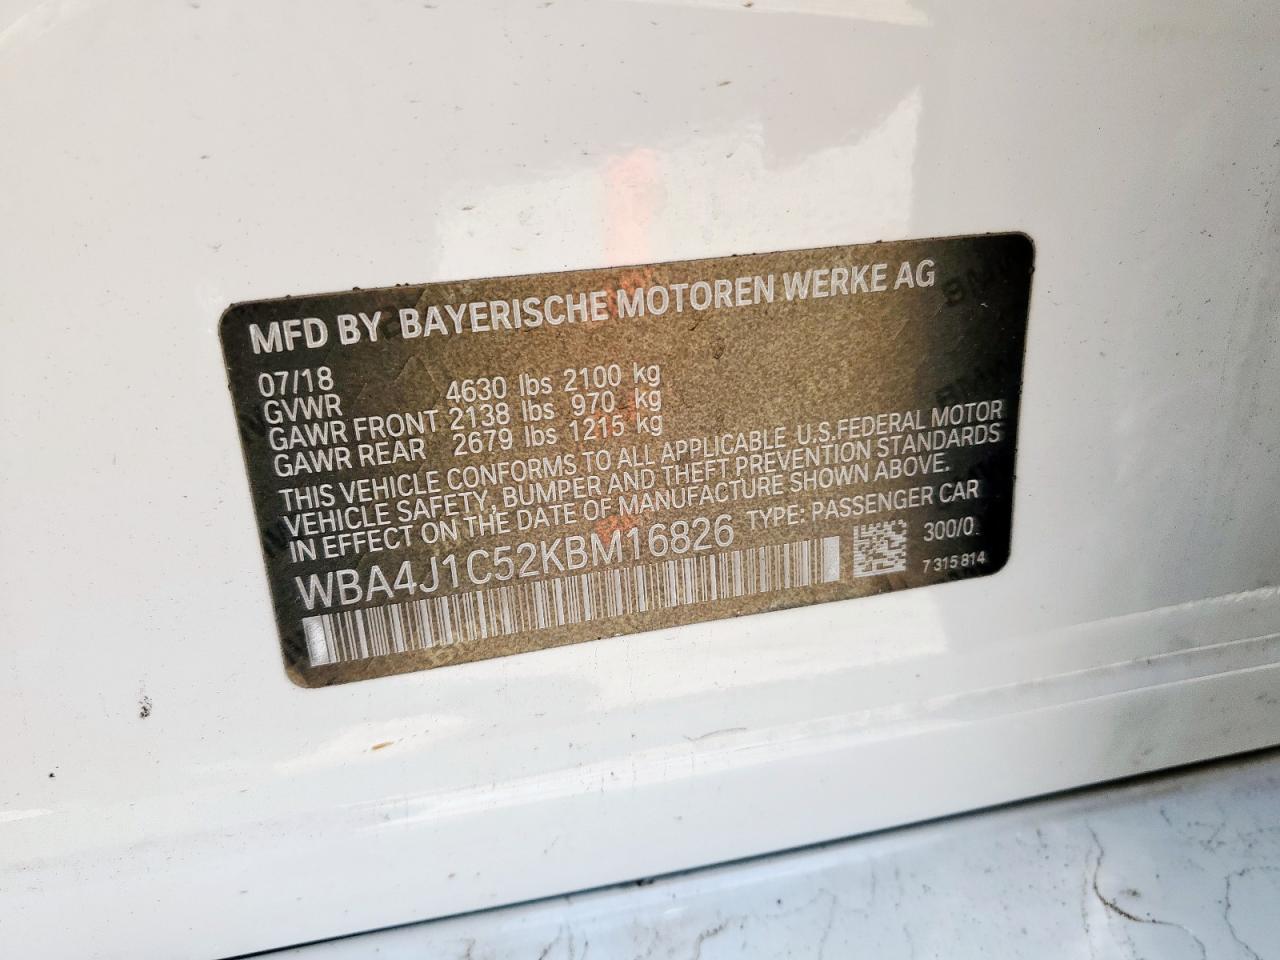 MFD BY BAYERISCHE MOTOREN WERKE AG
07/18
GVWR 4630 lbs 2100 kg
GAWR FRONT 2138 lbs 970 kg
GAWR REAR 2679 lbs 1215 kg
THIS VEHICLE CONFORMS TO ALL APPLICABLE U.S.FEDERAL MOTOR
VEHICLE SAFETY, BUMPER AND THEFT PREVENTION STANDARDS
IN EFFECT ON THE DATE OF MANUFACTURE SHOWN ABOVE.
WBA4J1C52KBM16826 TYPE: PASSENGER CAR
300/0
7 315 814